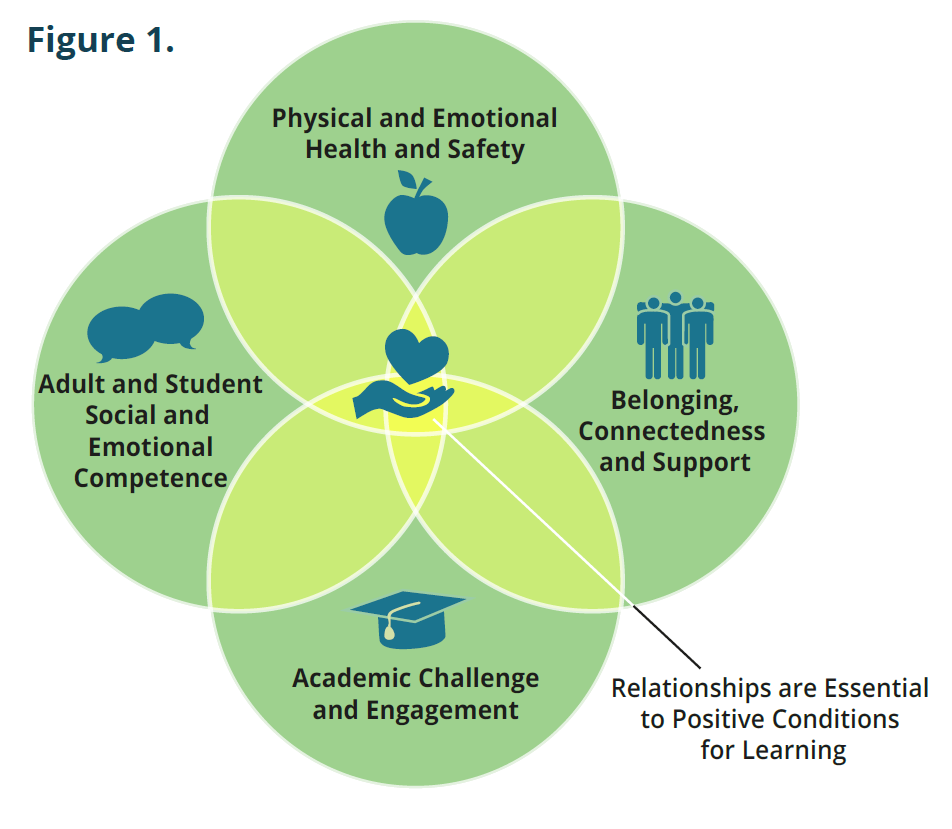 Figure 1.
Physical and Emotional
Health and Safety
Adult and Student
Social and
Emotional
Competence
Belonging,
Connectedness
and Support
Academic Challenge
and Engagement
Relationships are Essential
to Positive Conditions
for Learning